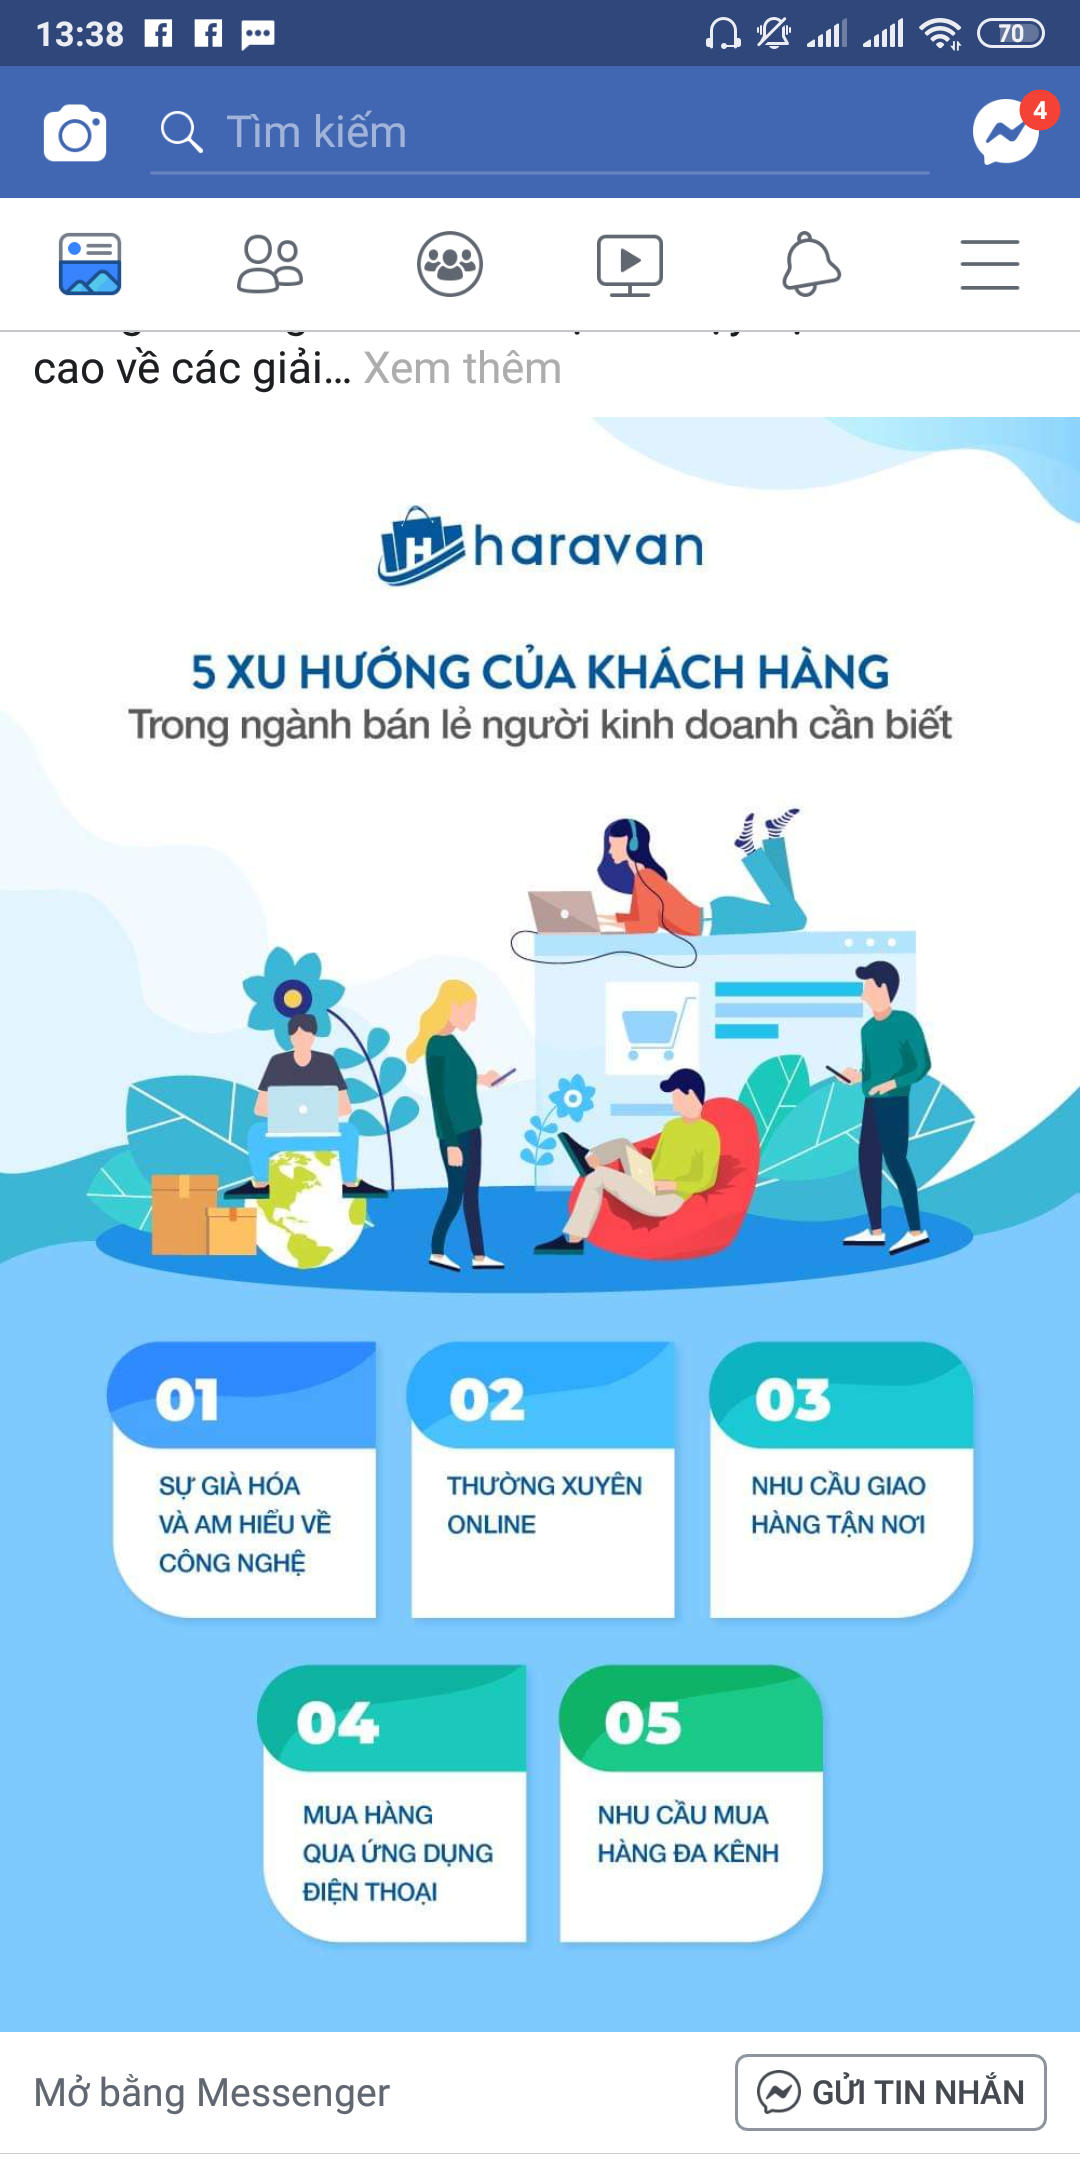 13:38
70
Tìm kiếm
4
cao về các giải... Xem thêm
haravan
5 XU HƯỚNG CỦA KHÁCH HÀNG
Trong ngành bán lẻ người kinh doanh cần biết
01
SỰ GIÀ HÓA
VÀ AM HIỂU VỀ
CÔNG NGHỆ
02
THƯỜNG XUYÊN
ONLINE
03
NHU CẦU GIAO
HÀNG TẬN NƠI
04
MUA HÀNG
QUA ỨNG DỤNG
ĐIỆN THOẠI
05
NHU CẦU MUA
HÀNG ĐA KÊNH
Mở bằng Messenger
GỬI TIN NHẮN